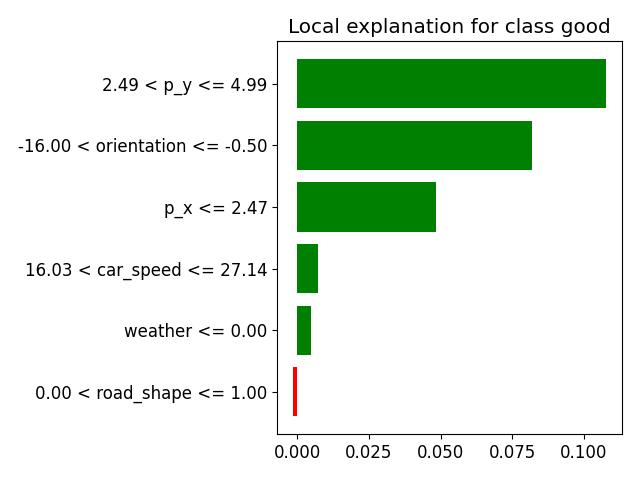 Local explanation for class good
2.49 < p_y <= 4.99
-16.00 < orientation <= -0.50
p_x <= 2.47
16.03 < car_speed <= 27.14
weather <= 0.00
0.00 < road_shape <= 1.00
0.000 0.025 0.050 0.075 0.100